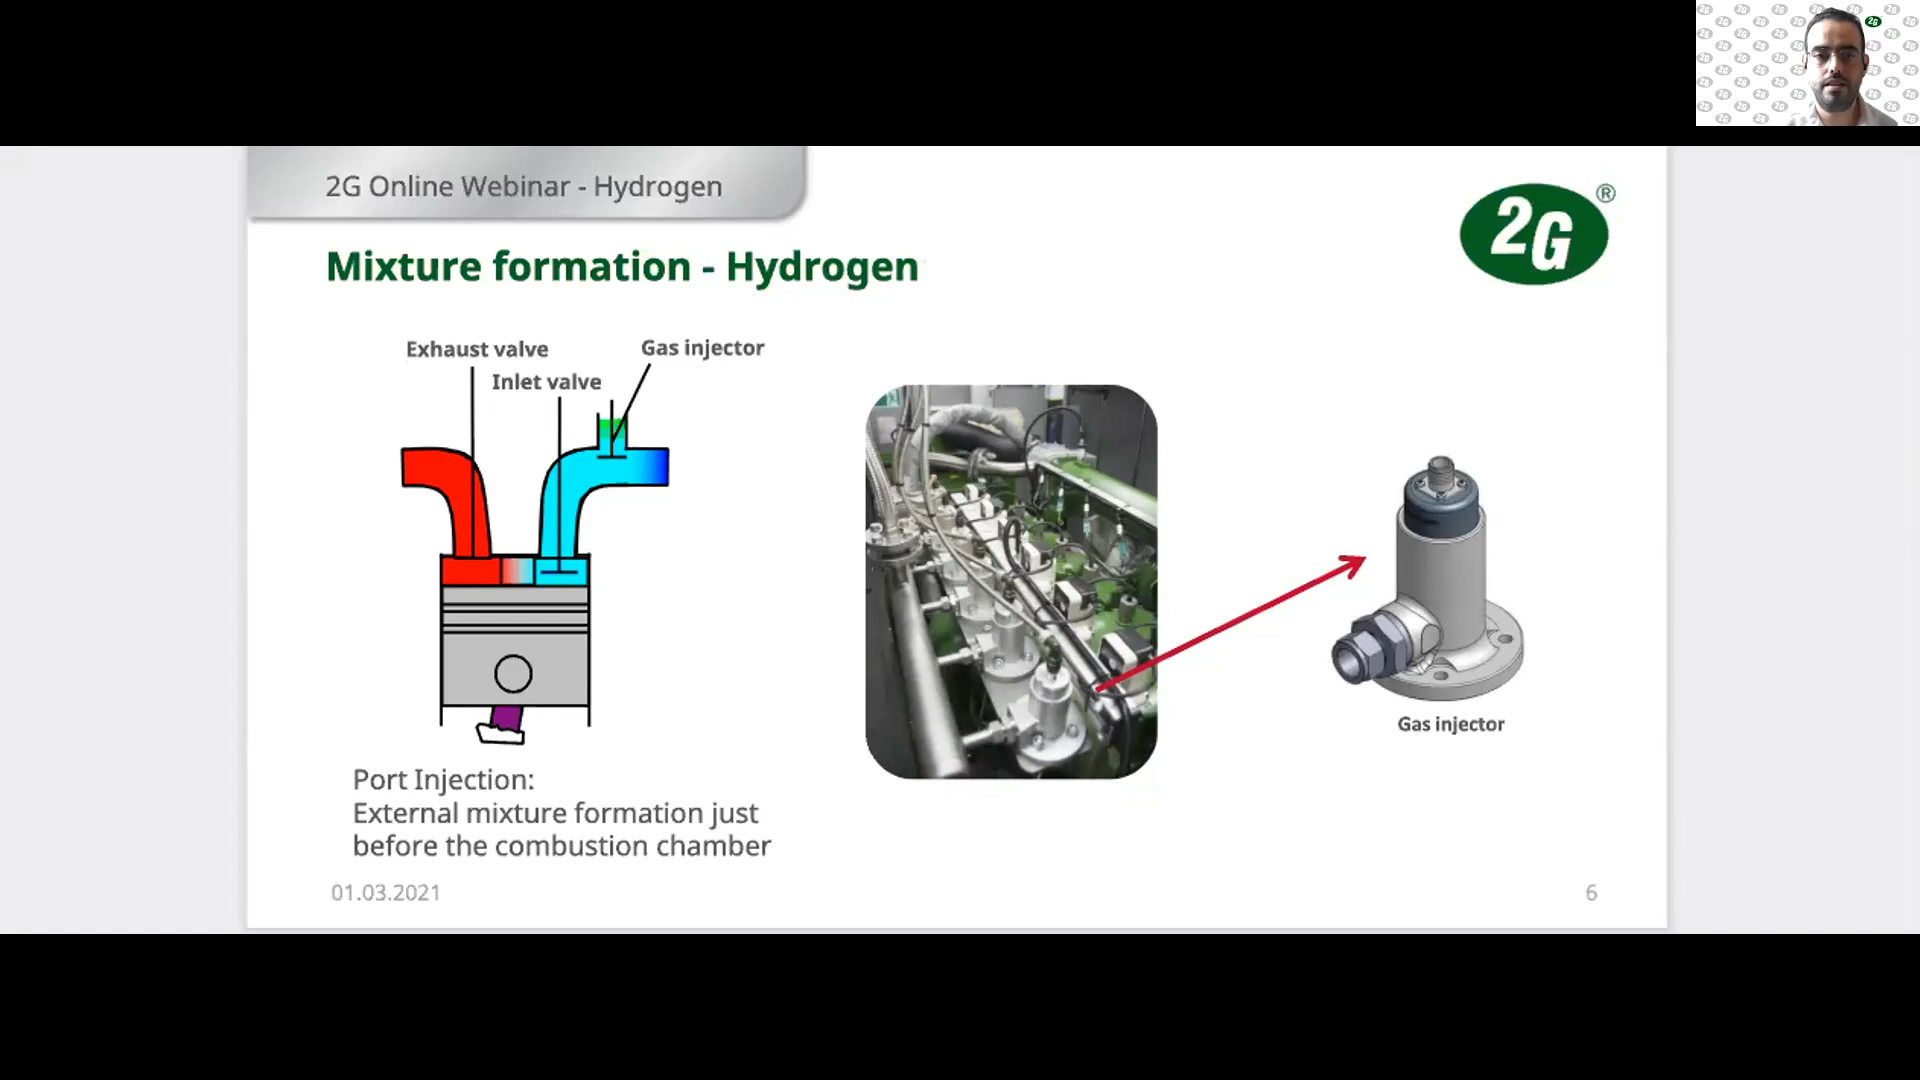 2G Online Webinar - Hydrogen
2G®
Mixture formation - Hydrogen
Exhaust valve
Gas injector
Inlet valve
Gas injector
Port Injection:
External mixture formation just
before the combustion chamber
01.03.2021
6